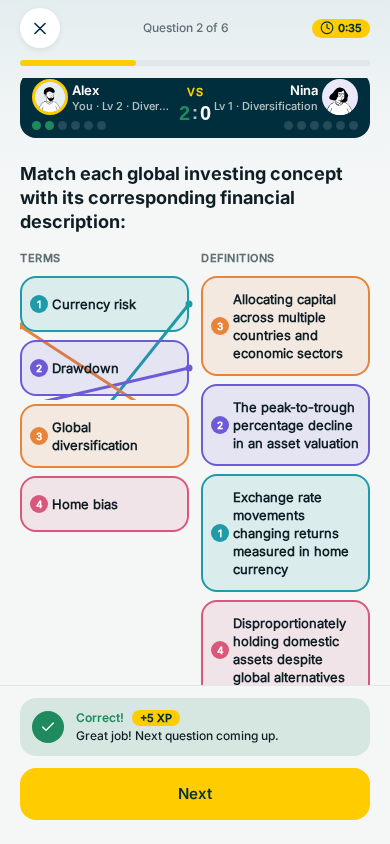 Question 2 of 6
0:35
Alex
VS
Nina
You · Lv 2 · Diver...
2:0
Lv 1 · Diversification
Match each global investing concept
with its corresponding financial
description:
TERMS
DEFINITIONS
1 Currency risk
2 Drawdown
3 Global
diversification
4 Home bias
3 Allocating capital
across multiple
countries and
economic sectors
2 The peak-to-trough
percentage decline
in an asset valuation
1 Exchange rate
movements
changing returns
measured in home
currency
4 Disproportionately
holding domestic
assets despite
global alternatives
Correct!
+5 XP
Great job! Next question coming up.
Next